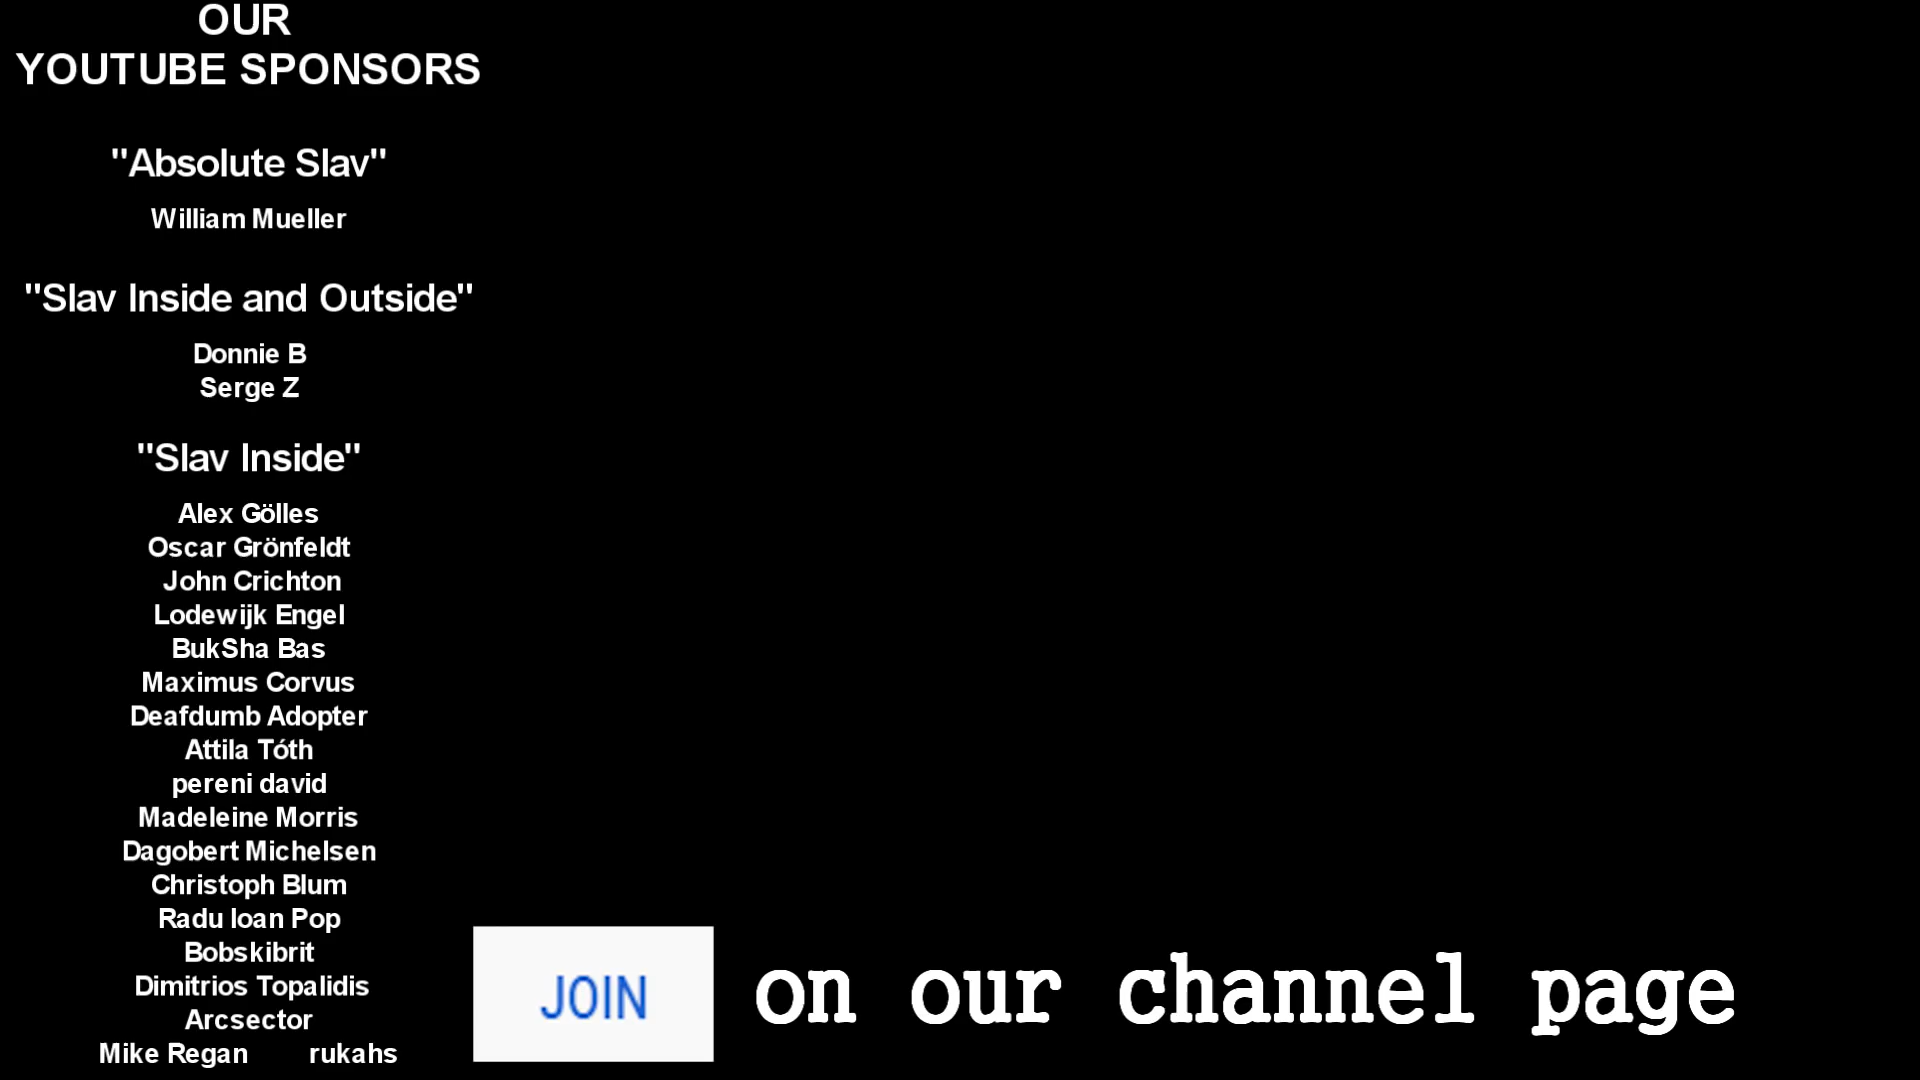 OUR
YOUTUBE SPONSORS
"Absolute Slav"
William Mueller
"Slav Inside and Outside"
Donnie B
Serge Z
"Slav Inside"
Alex Gölles
Oscar Grönfeldt
John Crichton
Lodewijk Engel
BukSha Bas
Maximus Corvus
Deafdumb Adopter
Attila Tóth
pereni david
Madeleine Morris
Dagobert Michelsen
Christoph Blum
Radu Ioan Pop
Bobskibrit
Dimitrios Topalidis
Arcsector
Mike Regan rukahs
JOIN on our channel page